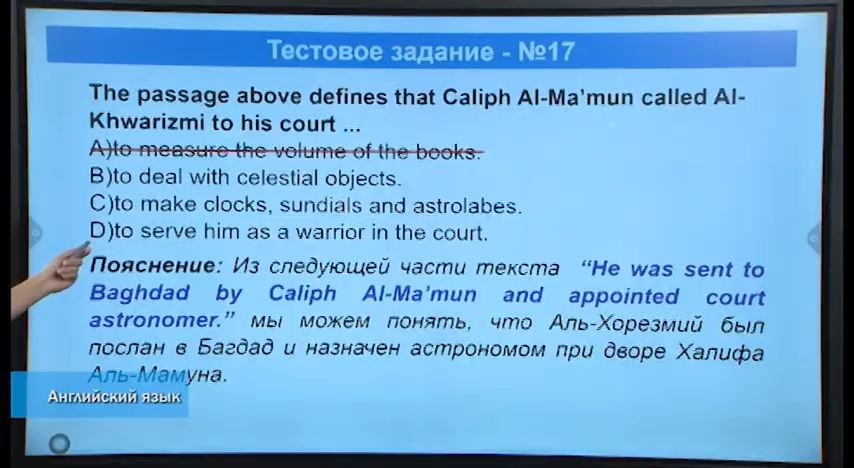 Тестовое задание - №17
The passage above defines that Caliph Al-Ma’mun called Al-
Khwarizmi to his court ...
A)to measure the volume of the books.
B)to deal with celestial objects.
C)to make clocks, sundials and astrolabes.
D)to serve him as a warrior in the court.
Пояснение: Из следующей части текста “He was sent to
Baghdad by Caliph Al-Ma’mun and appointed court
astronomer.” мы можем понять, что Аль-Хорезмий был
послан в Багдад и назначен астрономом при дворе Халифа
Аль-Мамуна.
Английский язык